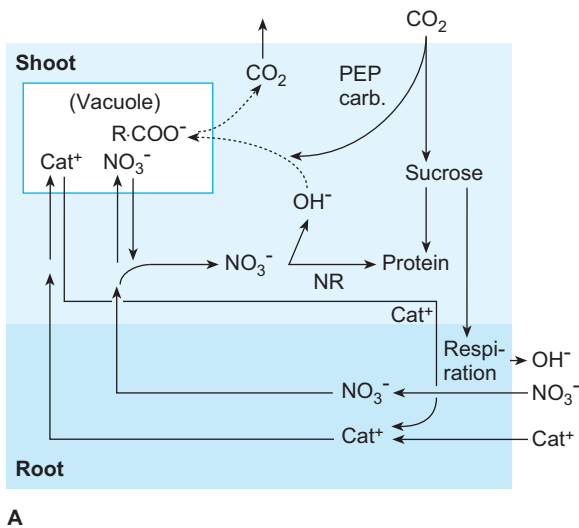 CO₂
Shoot
CO₂
PEP
carb.
(Vacuole)
R·COO⁻
Cat⁺
NO₃⁻
Sucrose
OH⁻
NO₃⁻
Protein
NR
Cat⁺
Respi-
ration
OH⁻
NO₃⁻
NO₃⁻
Cat⁺
Cat⁺
Root
A